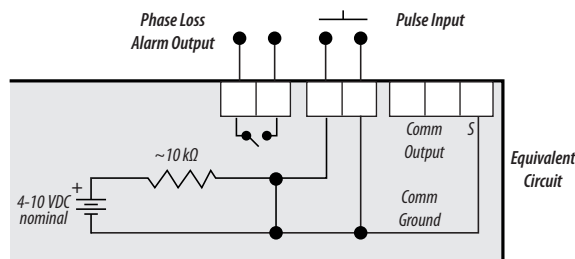 Phase Loss
Alarm Output
Pulse Input
Comm
Output
S
Equivalent
Circuit
~10 kΩ
+
4-10 VDC
nominal
Comm
Ground